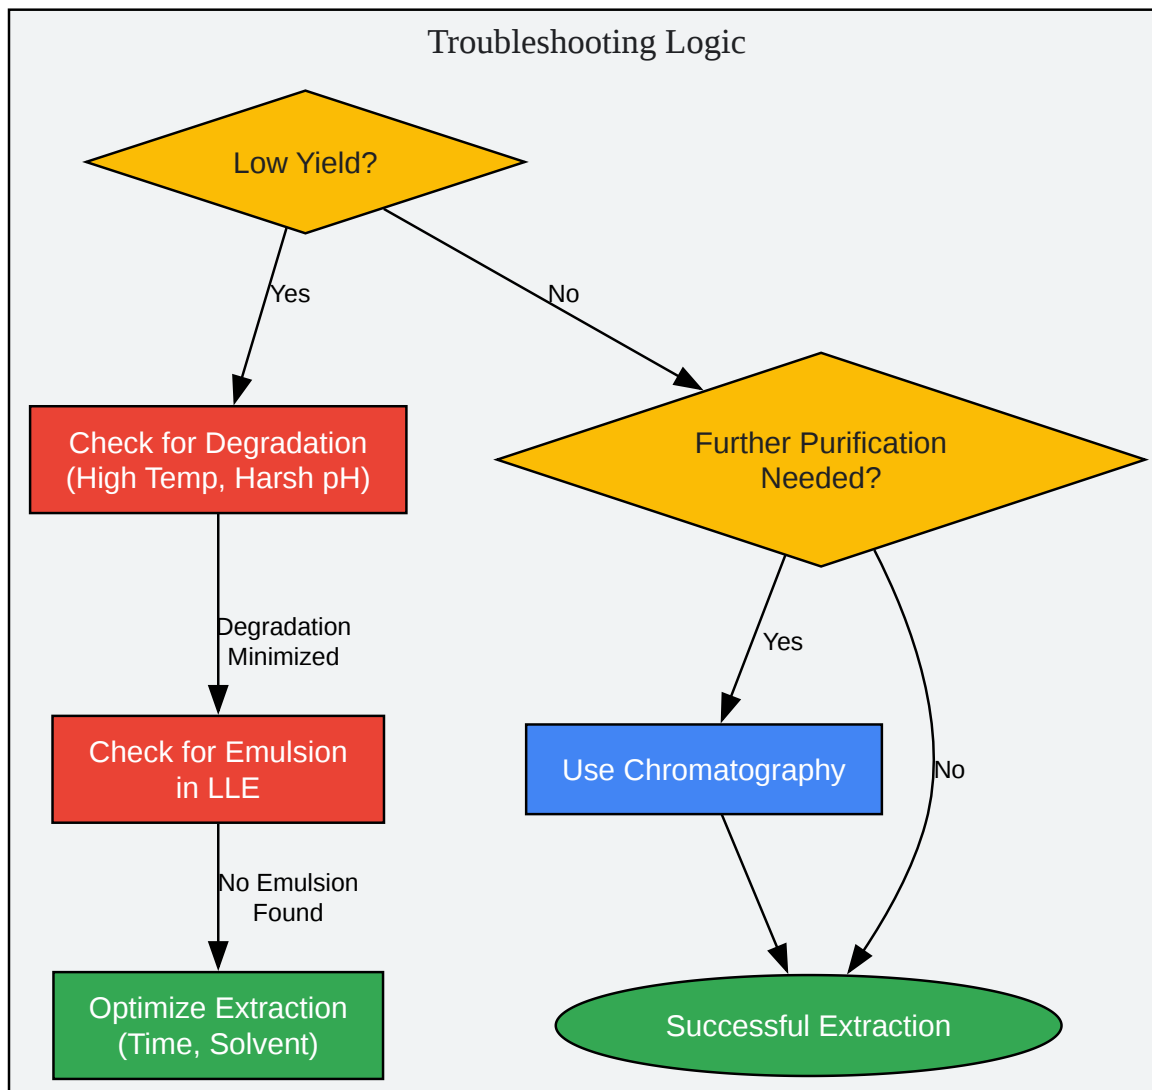 Troubleshooting Logic
Low Yield?
Yes
No
Check for Degradation
(High Temp, Harsh pH)
Further Purification
Needed?
Degradation
Minimized
Yes
Check for Emulsion
in LLE
Use Chromatography
No
No Emulsion
Found
Optimize Extraction
(Time, Solvent)
Successful Extraction